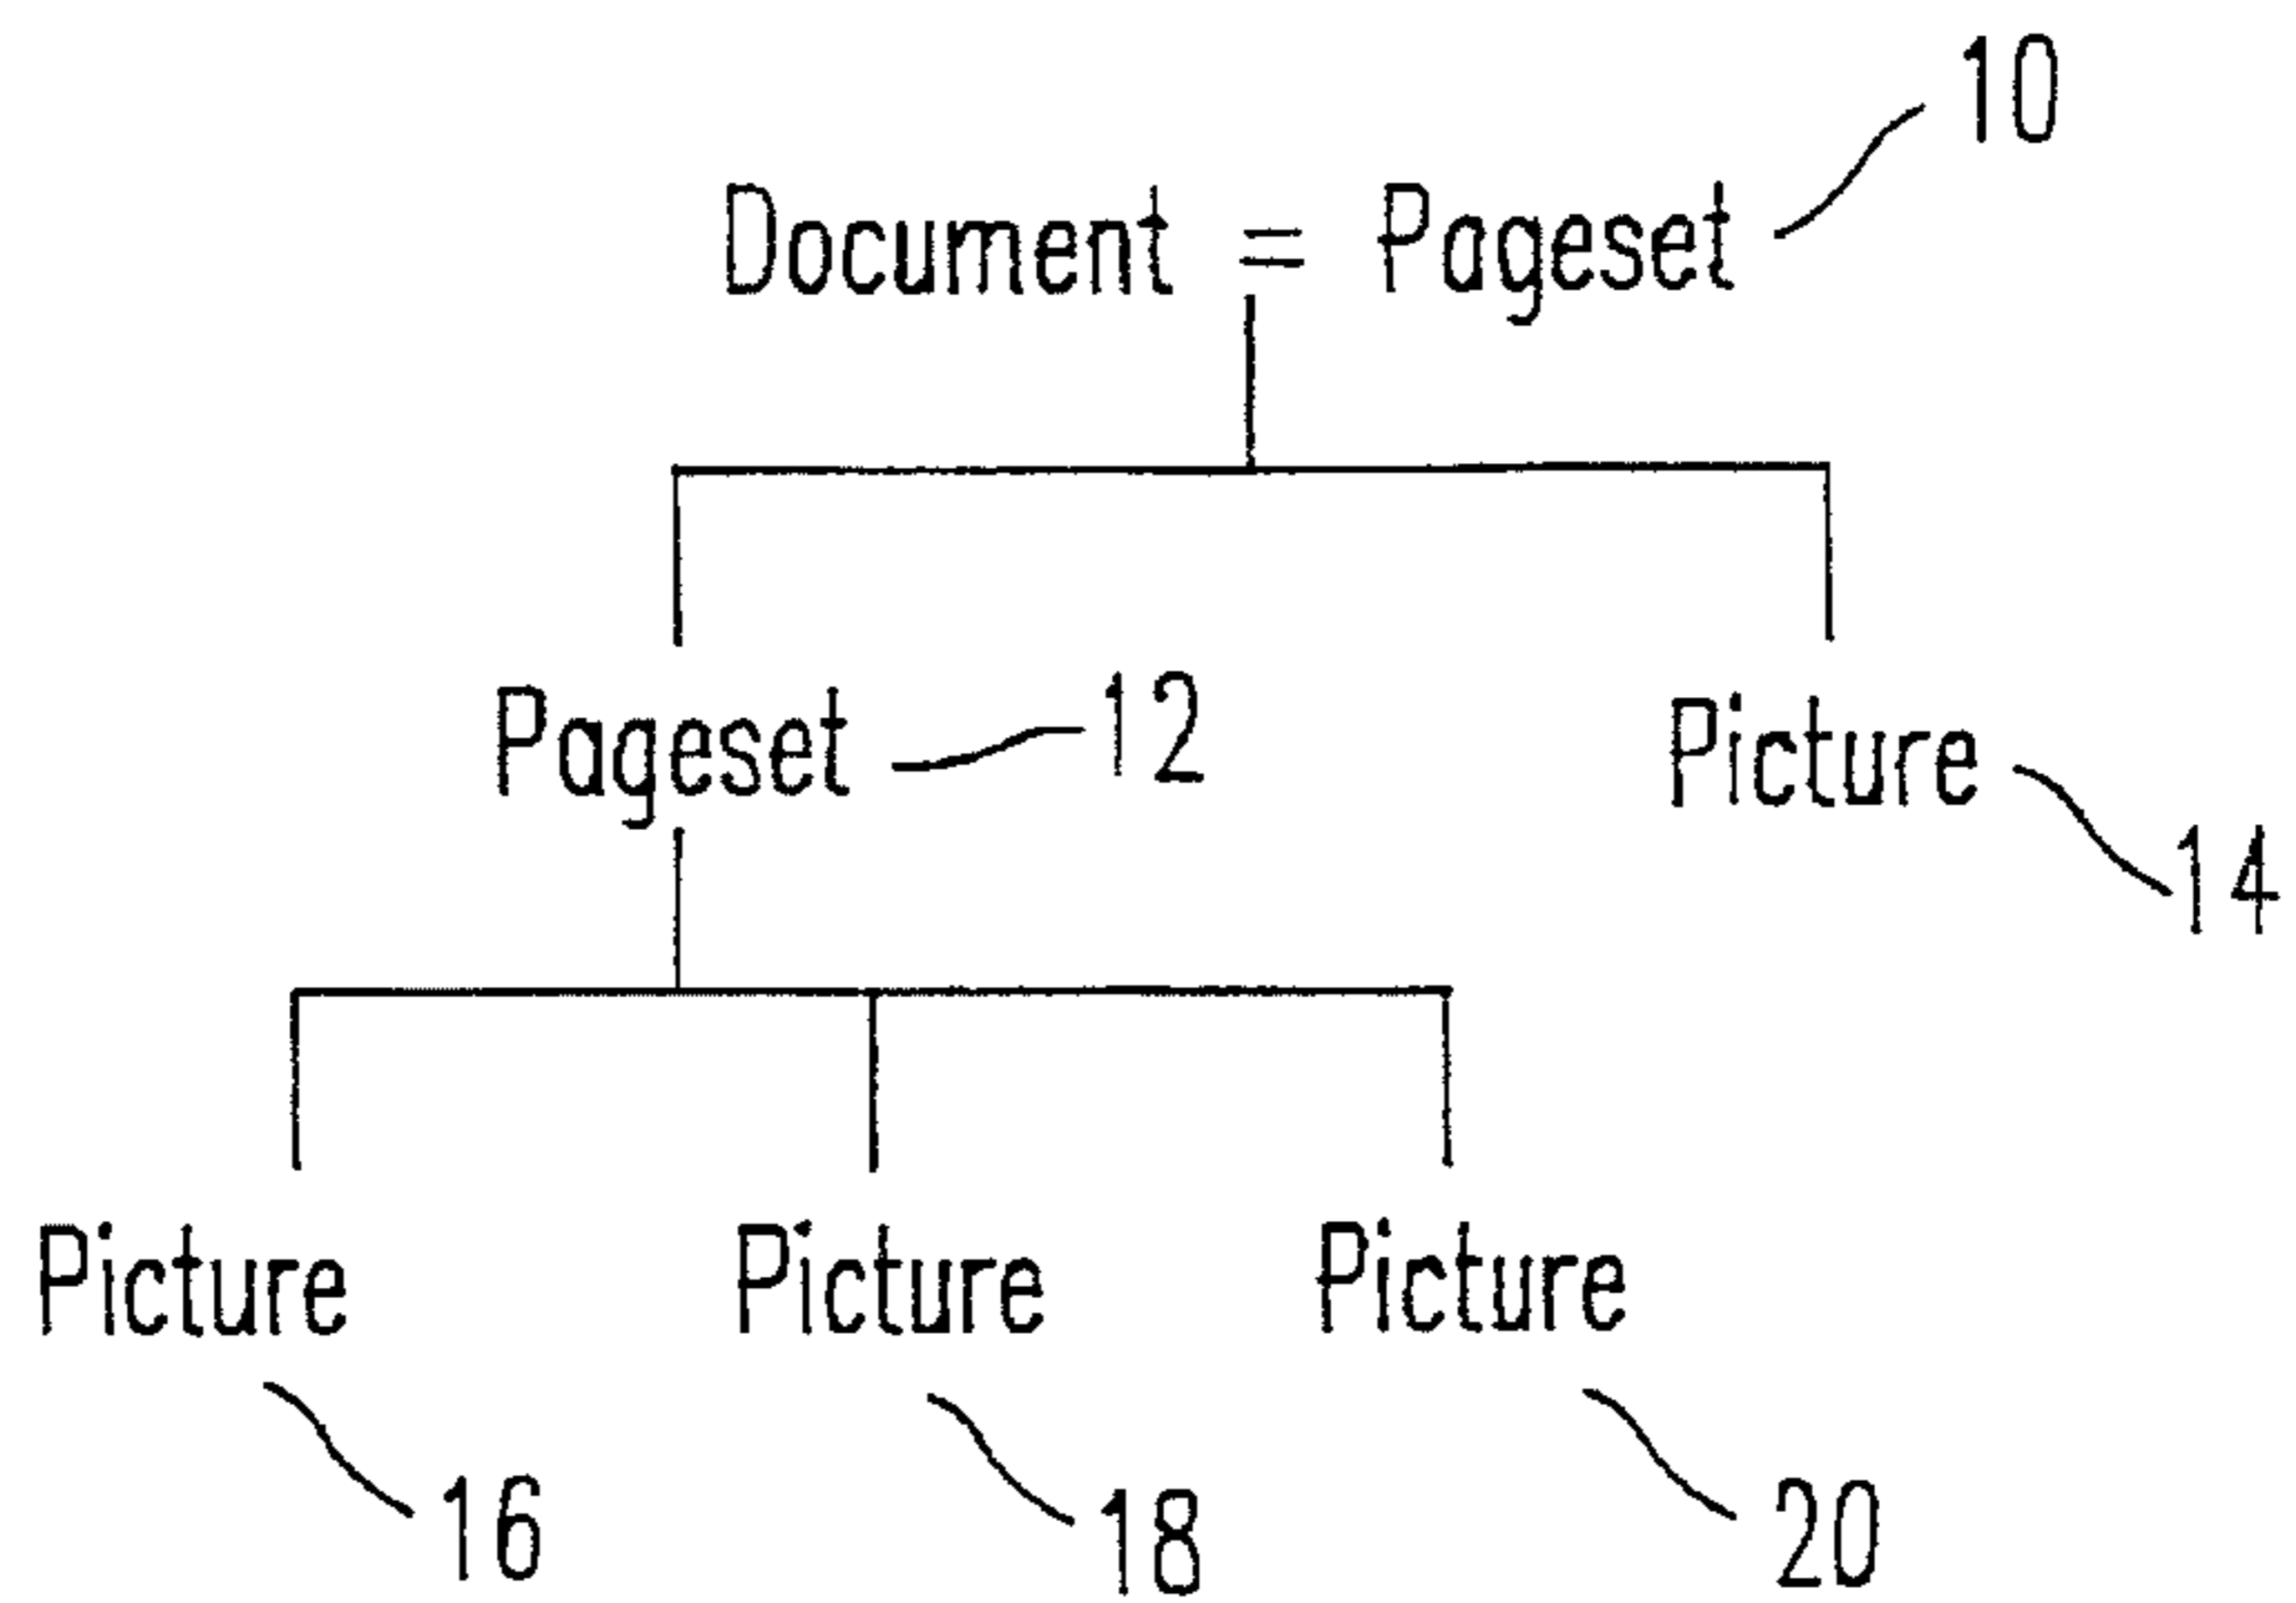 10
Document = Pageset
Pageset 12
Picture
14
Picture Picture Picture
16 18 20